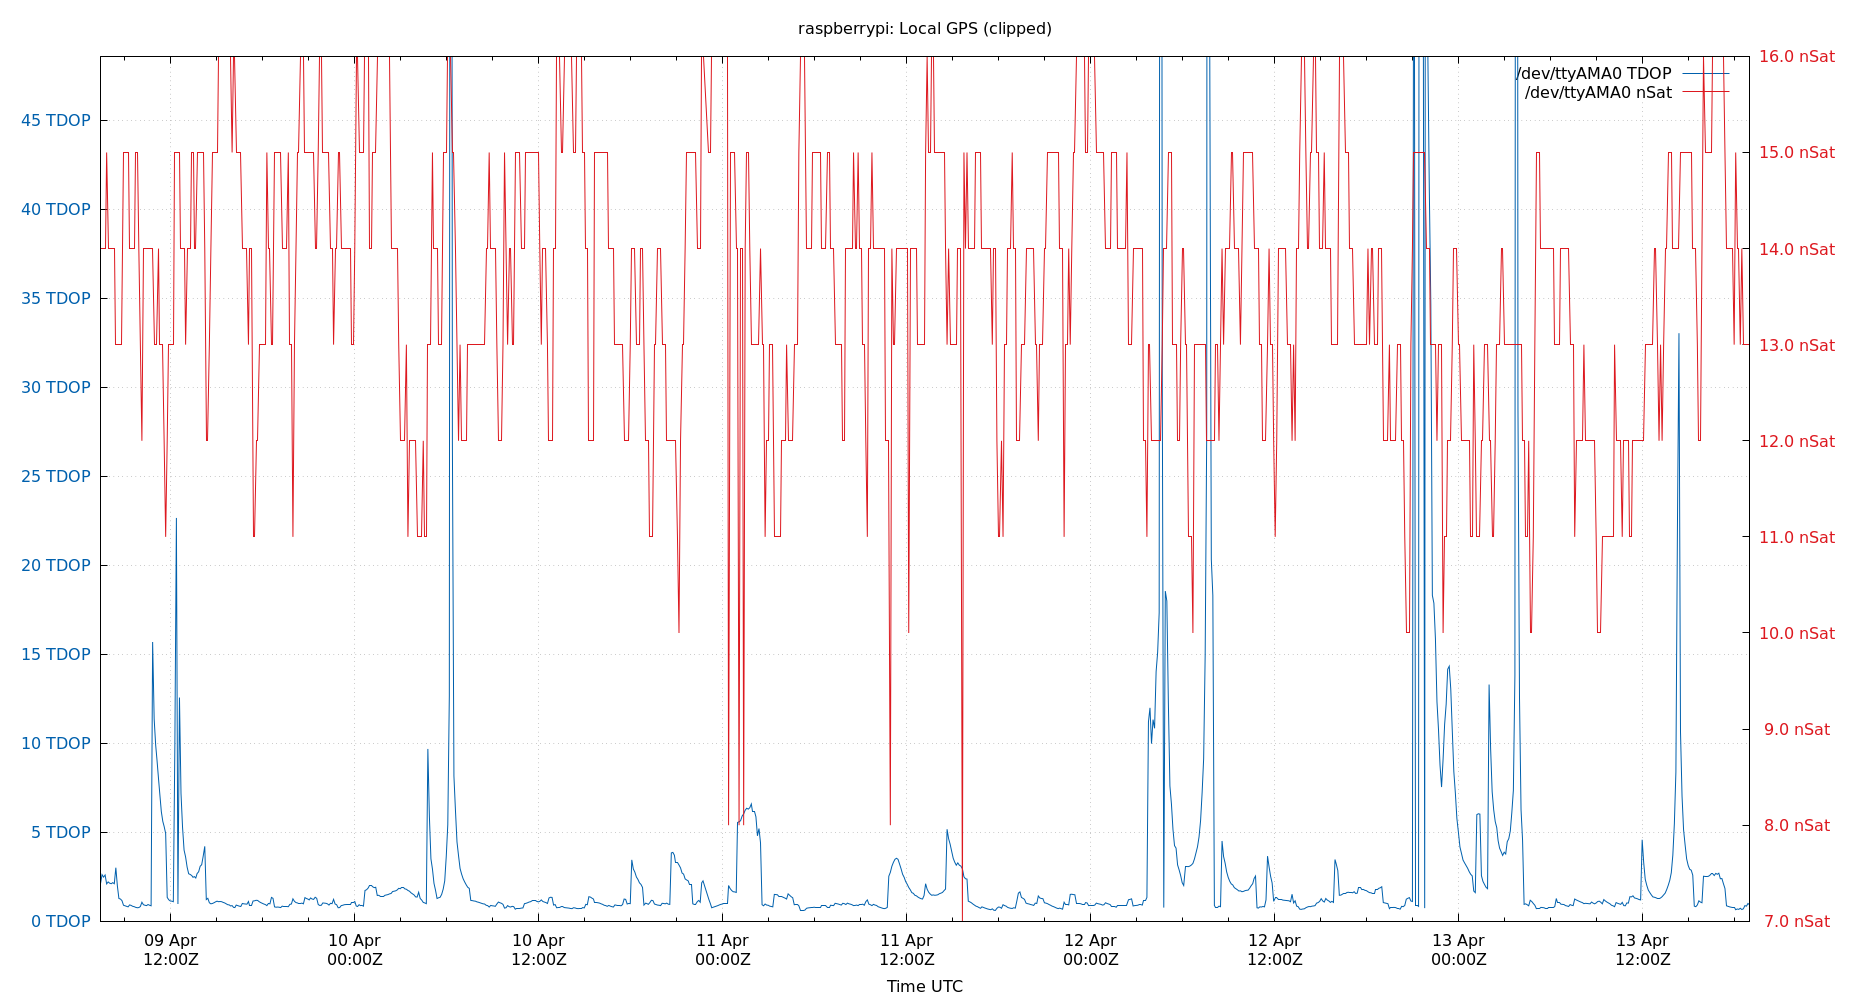 raspberrypi: Local GPS (clipped)
/dev/ttyAMA0 TDOP
/dev/ttyAMA0 nSat
45 TDOP
40 TDOP
35 TDOP
30 TDOP
25 TDOP
20 TDOP
15 TDOP
10 TDOP
5 TDOP
0 TDOP
16.0 nSat
15.0 nSat
14.0 nSat
13.0 nSat
12.0 nSat
11.0 nSat
10.0 nSat
9.0 nSat
8.0 nSat
7.0 nSat
09 Apr
12:00Z
10 Apr
00:00Z
10 Apr
12:00Z
11 Apr
00:00Z
11 Apr
12:00Z
12 Apr
00:00Z
12 Apr
12:00Z
13 Apr
00:00Z
13 Apr
12:00Z
Time UTC